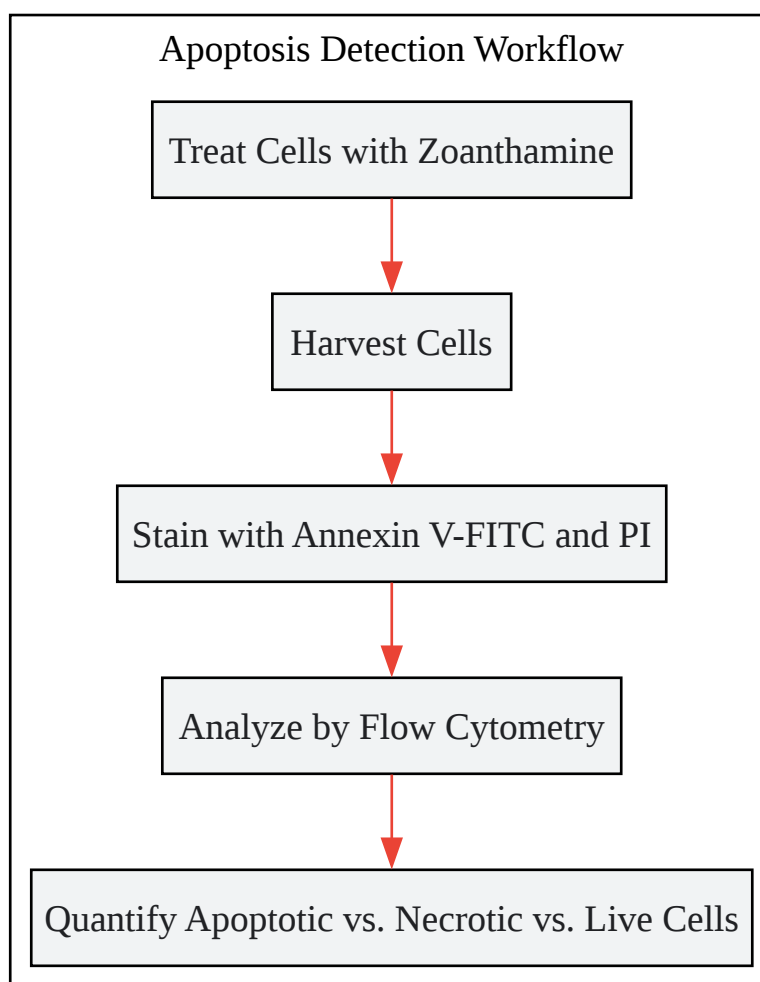 Apoptosis Detection Workflow
Treat Cells with Zoanthamine
Harvest Cells
Stain with Annexin V-FITC and PI
Analyze by Flow Cytometry
Quantify Apoptotic vs. Necrotic vs. Live Cells